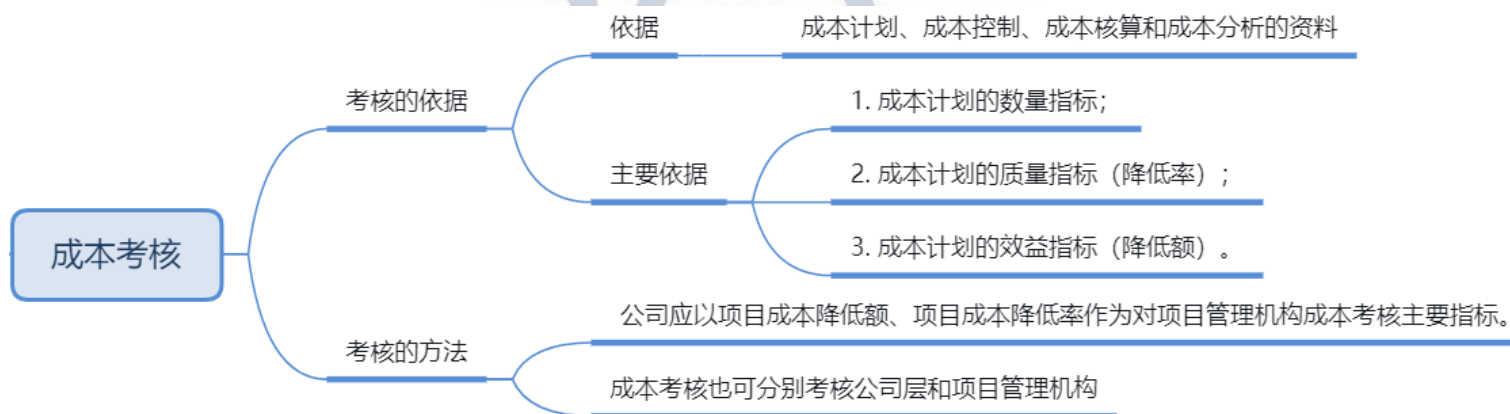 成本考核
考核的依据
依据
成本计划、成本控制、成本核算和成本分析的资料
主要依据
1. 成本计划的数量指标；
2. 成本计划的质量指标（降低率）；
3. 成本计划的效益指标（降低额）。
考核的方法
公司应以项目成本降低额、项目成本降低率作为对项目管理机构成本考核主要指标。
成本考核也可分别考核公司层和项目管理机构